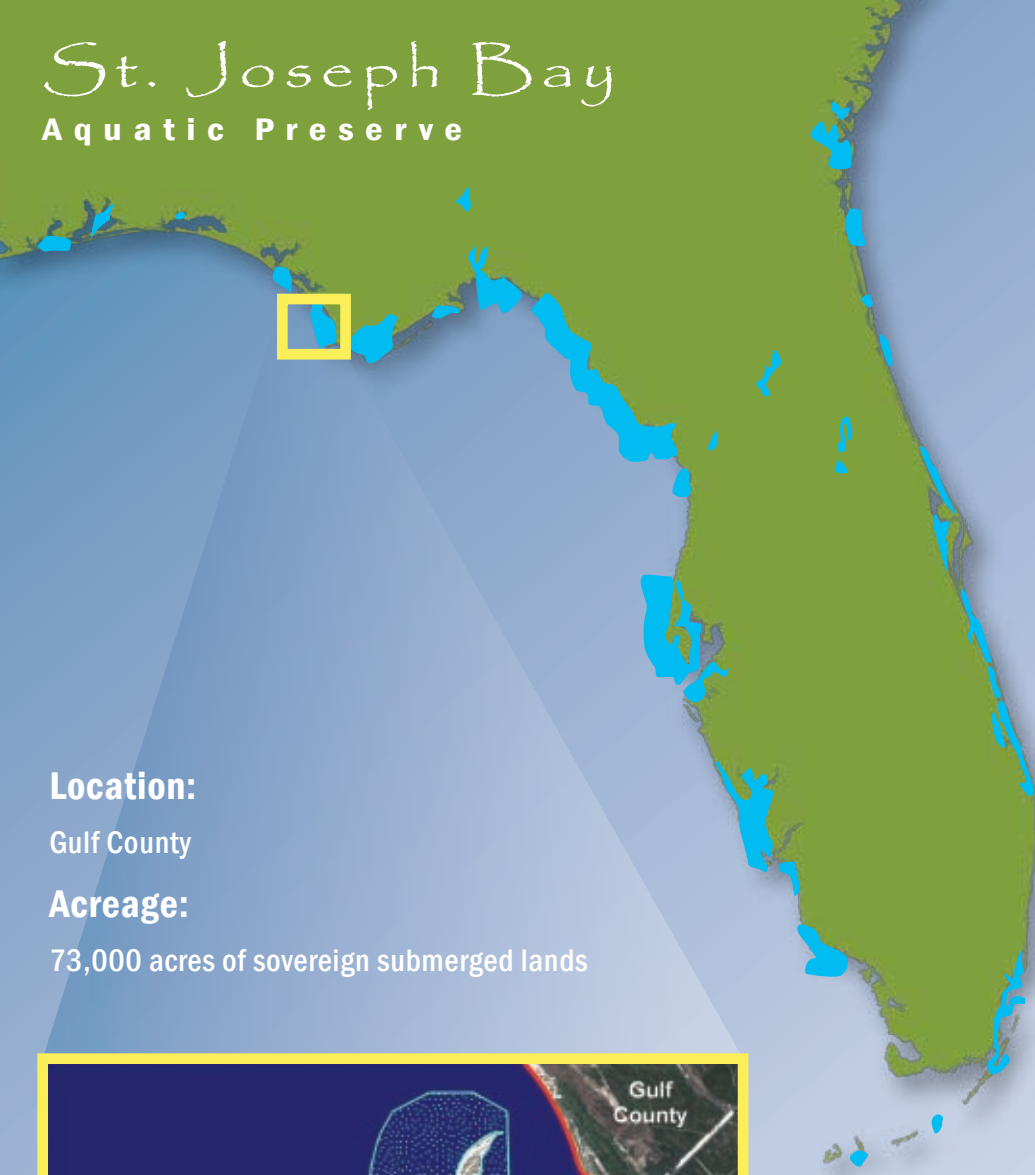 St. Joseph Bay
Aquatic Preserve
Location:
Gulf County
Acreage:
73,000 acres of sovereign submerged lands
Gulf
County